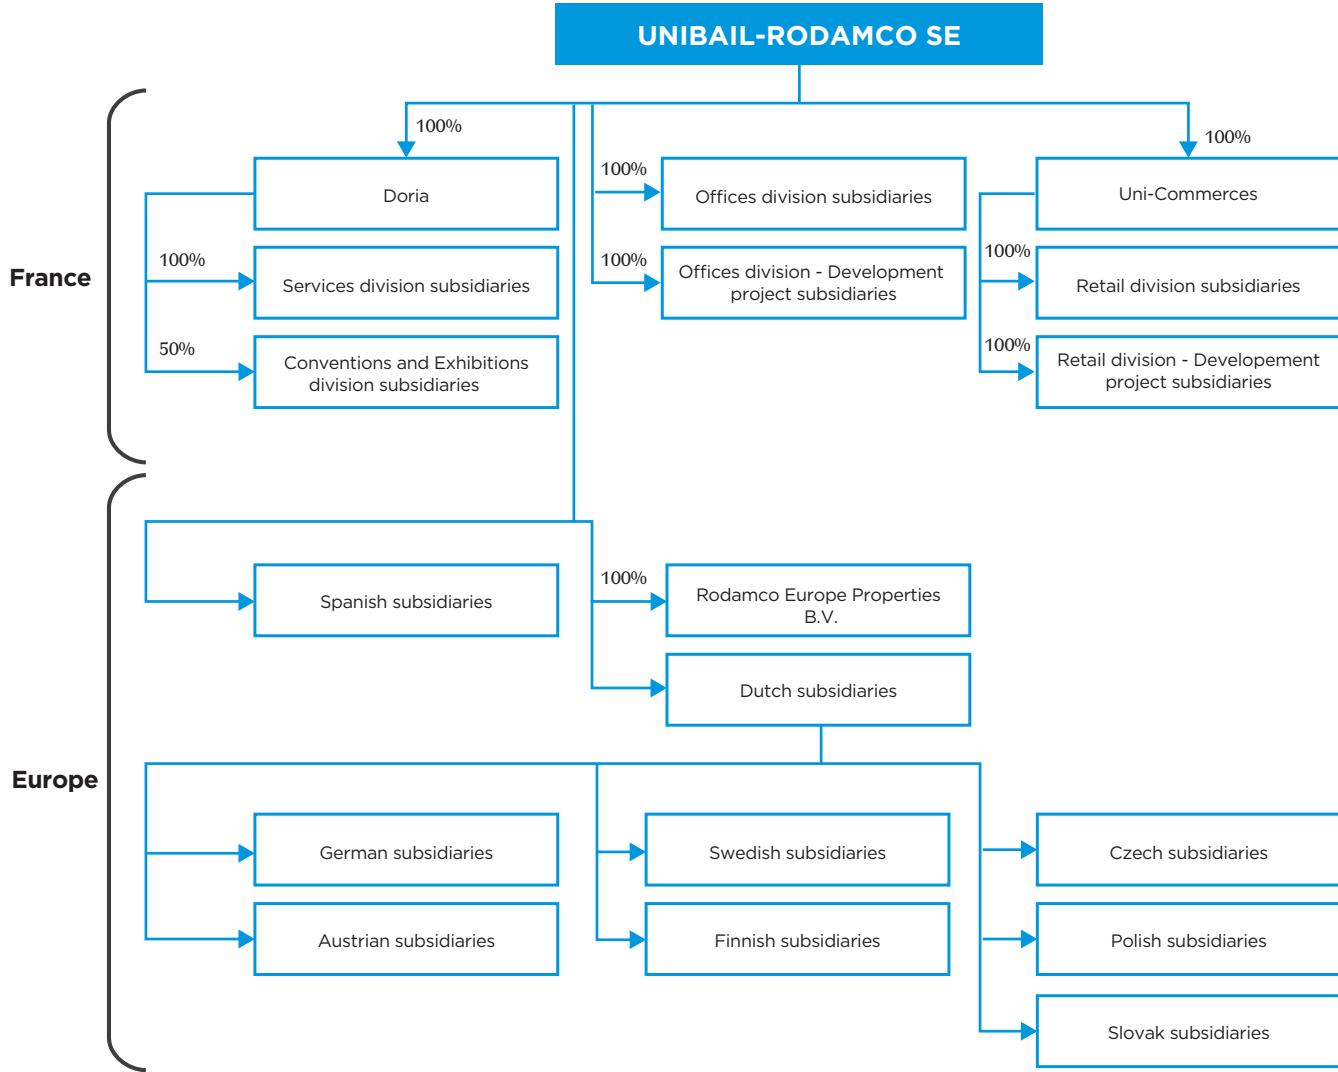 UNIBAIL-RODAMCO SE
France
100%
Doria
100%
Services division subsidiaries
50%
Conventions and Exhibitions
division subsidiaries
100%
Offices division subsidiaries
100%
Offices division - Development
project subsidiaries
100%
Uni-Commerces
100%
Retail division subsidiaries
100%
Retail division - Developement
project subsidiaries
Europe
Spanish subsidiaries
100%
Rodamco Europe Properties
B.V.
Dutch subsidiaries
German subsidiaries
Austrian subsidiaries
Swedish subsidiaries
Finnish subsidiaries
Czech subsidiaries
Polish subsidiaries
Slovak subsidiaries